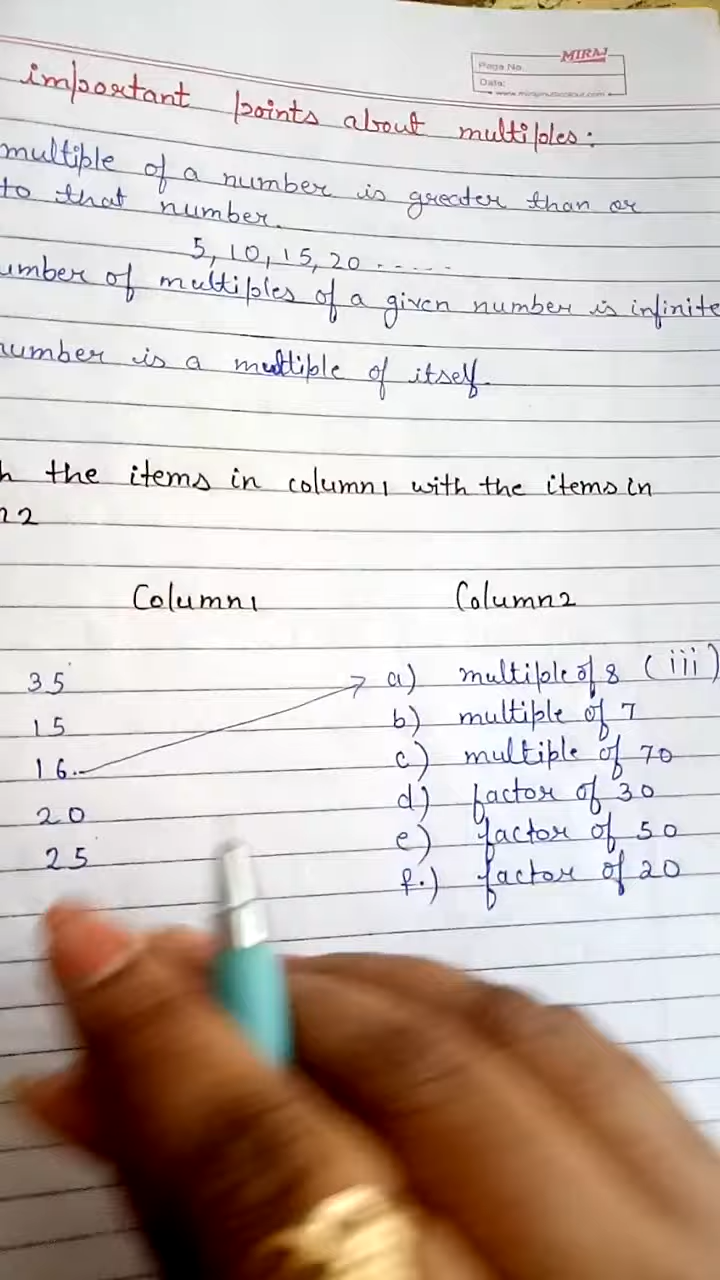 MIRAJ
Page No.
Date:
important points about multiples:
multiple of a number is greater than or
to that number.
5, 10, 15, 20 .....
umber of multiples of a given number is infinite
number is a multiple of itself.
h the items in column1 with the items in
2
Column1 Column2
35 a) multiple of 8 (iii)
15 b) multiple of 7
16 c) multiple of 70
20 d) factor of 30
25 e) factor of 50
f.) factor of 20